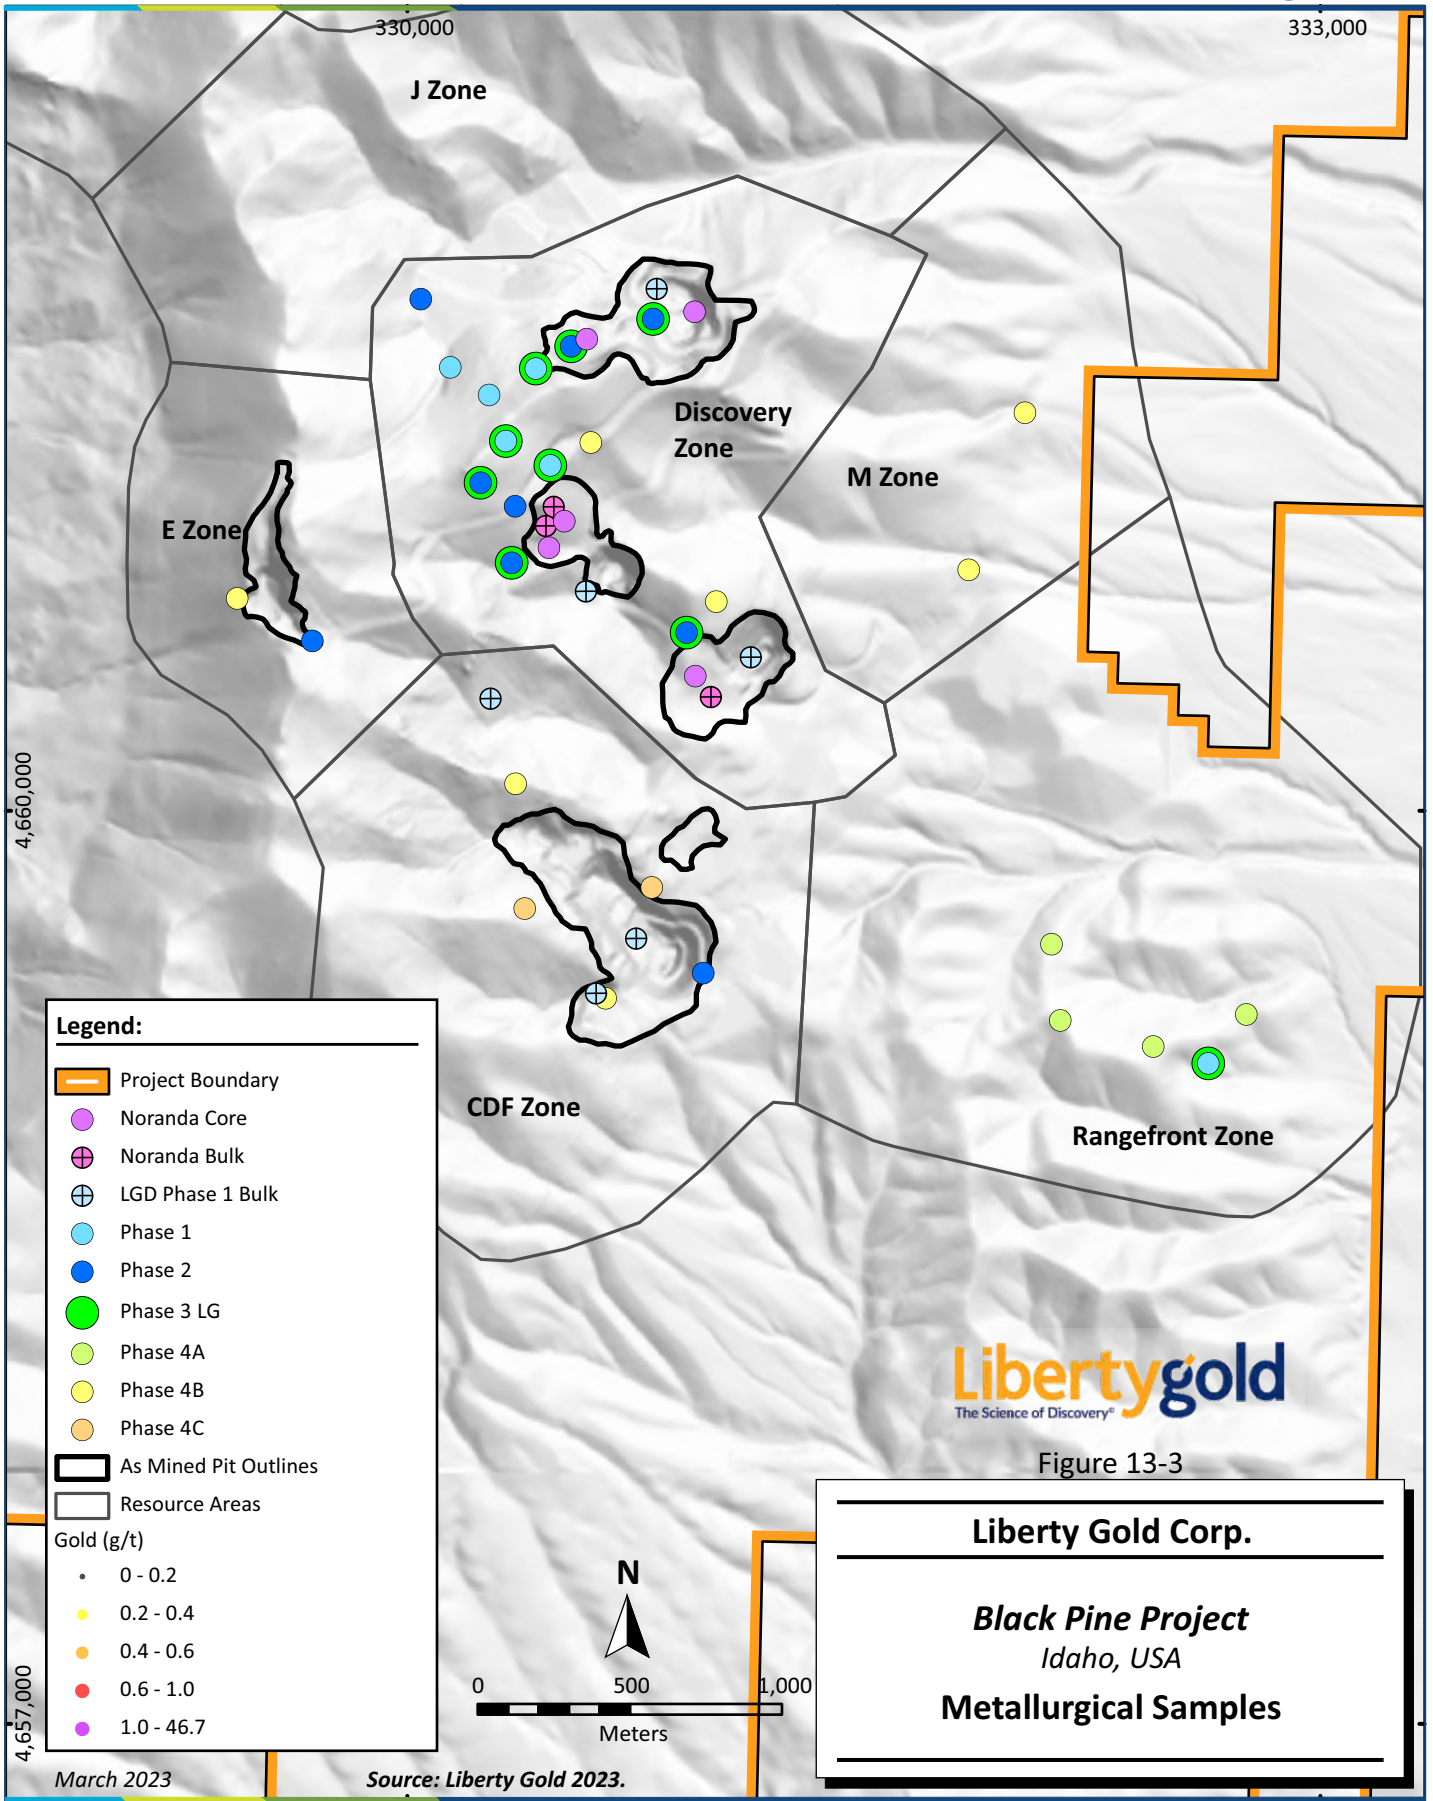 330,000
333,000
J Zone
Discovery
Zone
M Zone
E Zone
4,660,000
CDF Zone
Rangefront Zone
Legend:
Project Boundary
Noranda Core
Noranda Bulk
LGD Phase 1 Bulk
Phase 1
Phase 2
Phase 3 LG
Phase 4A
Phase 4B
Phase 4C
As Mined Pit Outlines
Resource Areas
Gold (g/t)
0 - 0.2
0.2 - 0.4
0.4 - 0.6
0.6 - 1.0
1.0 - 46.7
4,657,000
March 2023
Source: Liberty Gold 2023.
N
0 500 1,000
Meters
Libertygold
The Science of Discovery©
Figure 13-3
Liberty Gold Corp.
Black Pine Project
Idaho, USA
Metallurgical Samples